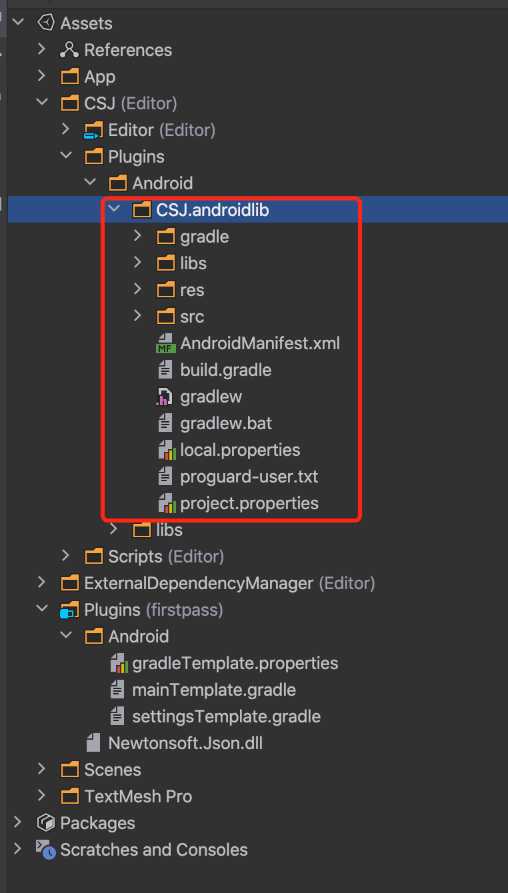 Assets
References
App
CSJ (Editor)
Editor (Editor)
Plugins
Android
CSJ.androidlib
gradle
libs
res
src
MF AndroidManifest.xml
build.gradle
.h gradlew
gradlew.bat
local.properties
proguard-user.txt
project.properties
libs
Scripts (Editor)
ExternalDependencyManager (Editor)
Plugins (firstpass)
Android
gradleTemplate.properties
mainTemplate.gradle
settingsTemplate.gradle
Newtonsoft.Json.dll
Scenes
TextMesh Pro
Packages
Scratches and Consoles